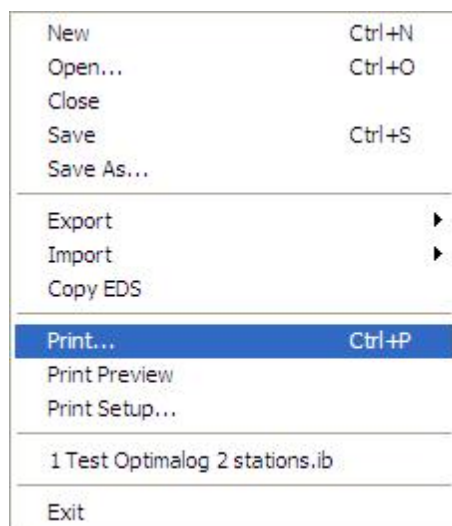 New Ctrl+N
Open... Ctrl+O
Close
Save Ctrl+S
Save As...
Export
Import
Copy EDS
Print... Ctrl+P
Print Preview
Print Setup...
1 Test Optimalog 2 stations.ib
Exit